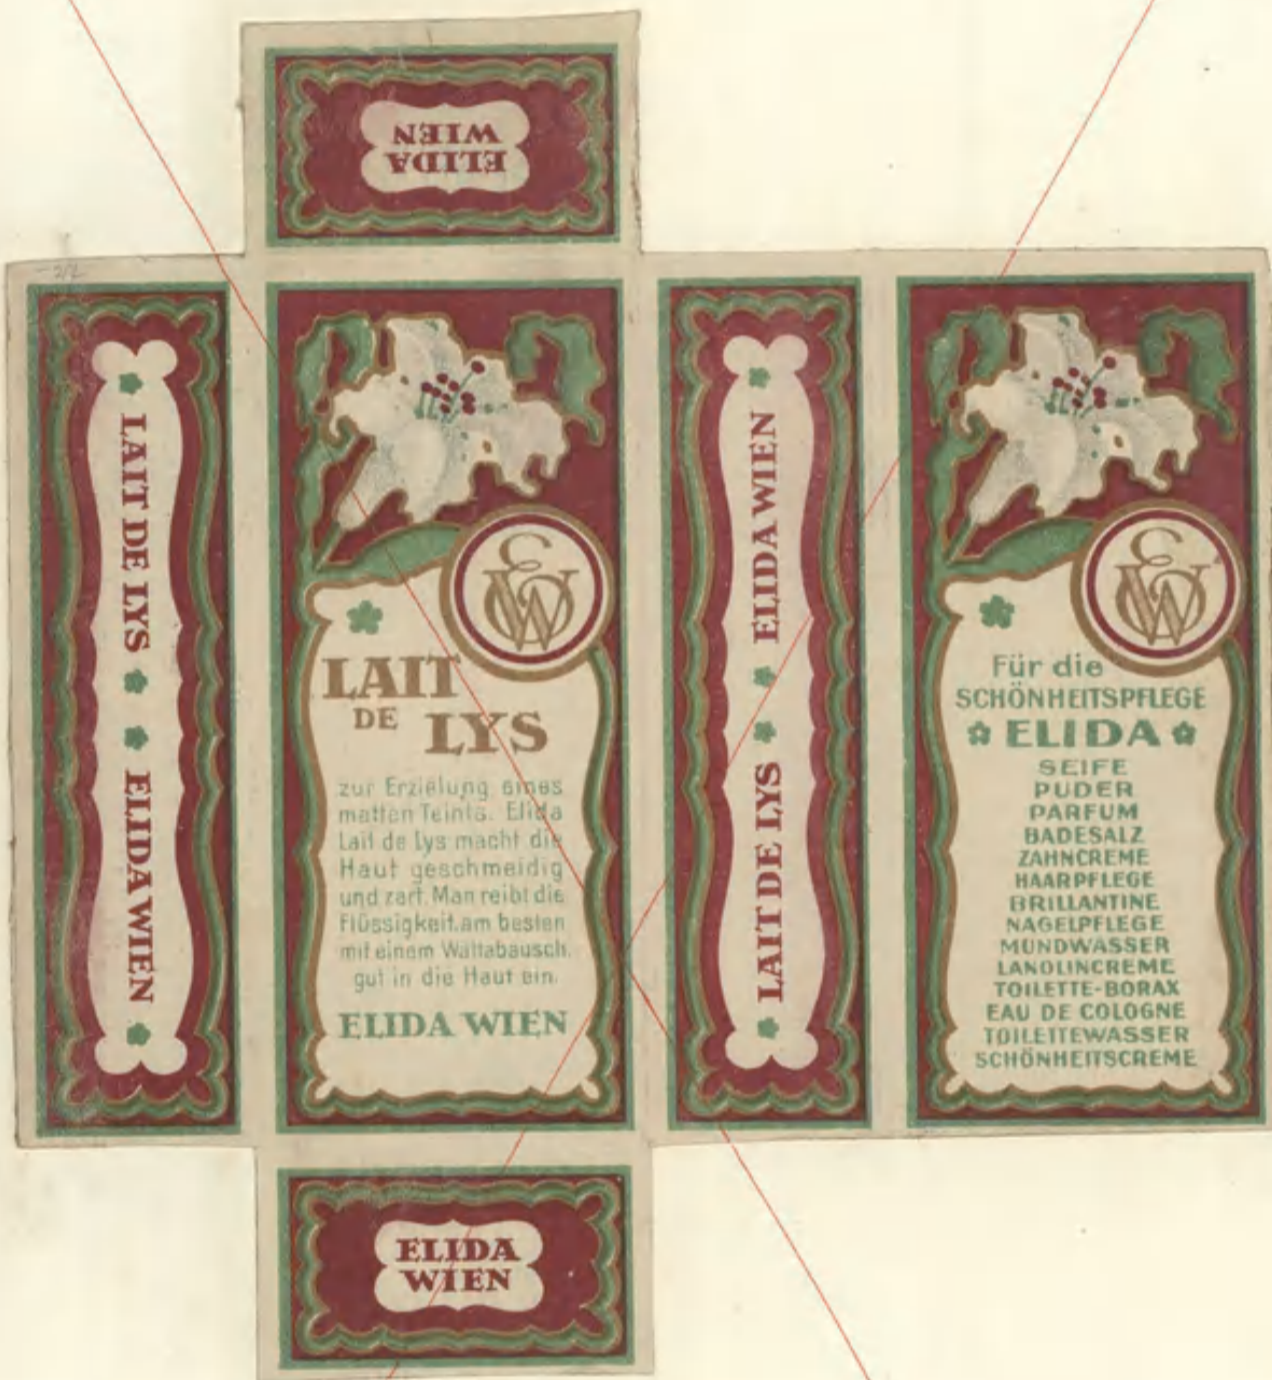 ELIDA
WIEN
LAIT DE LYS ELIDA WIEN
EWV
LAIT
DE LYS
zur Erzielung eines
matten Teints. Elida
Lait de Lys macht die
Haut geschmeidig
und zart. Man reibt die
Flüssigkeit am besten
mit einem Wattabausch
gut in die Haut ein.
ELIDA WIEN
LAIT DE LYS ELIDA WIEN
EWV
Für die
SCHÖNHEITSPFLEGE
ELIDA
SEIFE
PUDER
PARFUM
BADESALZ
ZAHNCREME
HAARPFLEGE
BRILLANTINE
NAGELPFLEGE
MUNDWASSER
LANOLINCREME
TOILETTE-BORAX
EAU DE COLOGNE
TOILETTEWASSER
SCHÖNHEITSCREME
ELIDA
WIEN